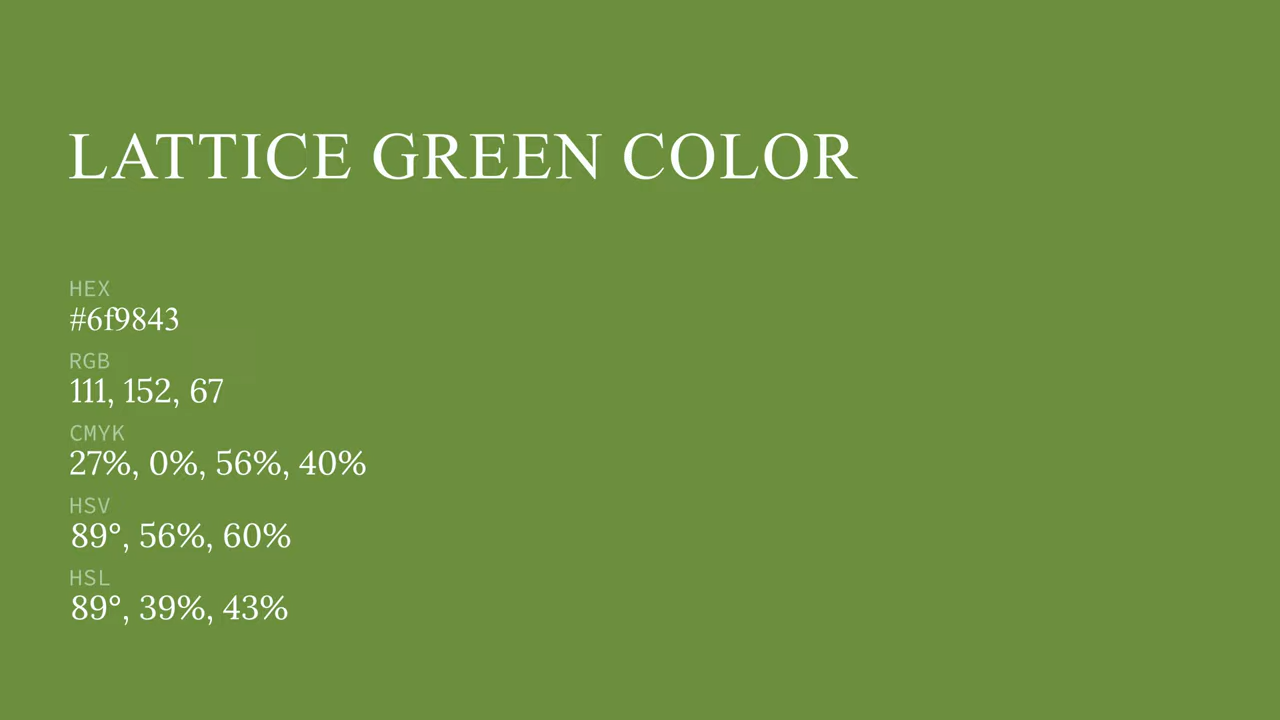 LATTICE GREEN COLOR
HEX
#6f9843
RGB
111, 152, 67
CMYK
27%, 0%, 56%, 40%
HSV
89°, 56%, 60%
HSL
89°, 39%, 43%